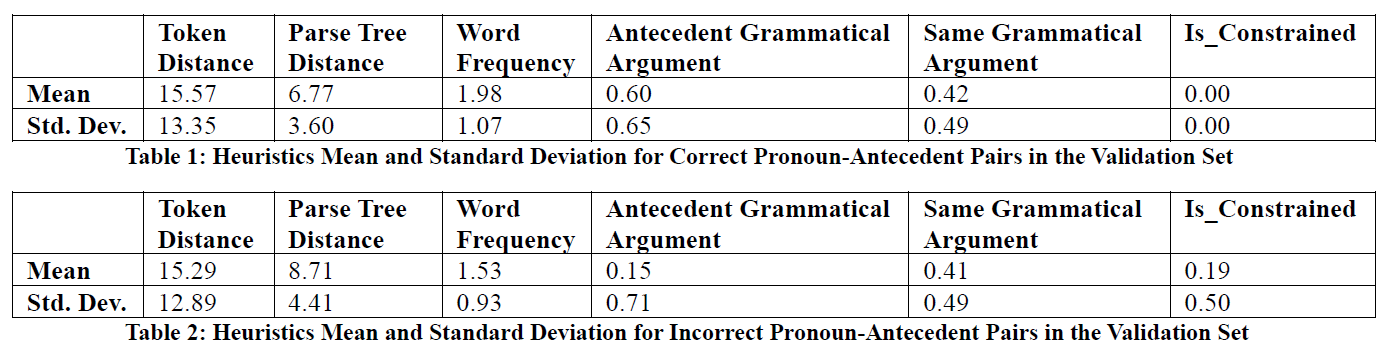 Token Distance Parse Tree Distance Word Frequency Antecedent Grammatical Argument Same Grammatical Argument Is_Constrained
Mean 15.57 6.77 1.98 0.60 0.42 0.00
Std. Dev. 13.35 3.60 1.07 0.65 0.49 0.00
Table 1: Heuristics Mean and Standard Deviation for Correct Pronoun-Antecedent Pairs in the Validation Set
Token Distance Parse Tree Distance Word Frequency Antecedent Grammatical Argument Same Grammatical Argument Is_Constrained
Mean 15.29 8.71 1.53 0.15 0.41 0.19
Std. Dev. 12.89 4.41 0.93 0.71 0.49 0.50
Table 2: Heuristics Mean and Standard Deviation for Incorrect Pronoun-Antecedent Pairs in the Validation Set